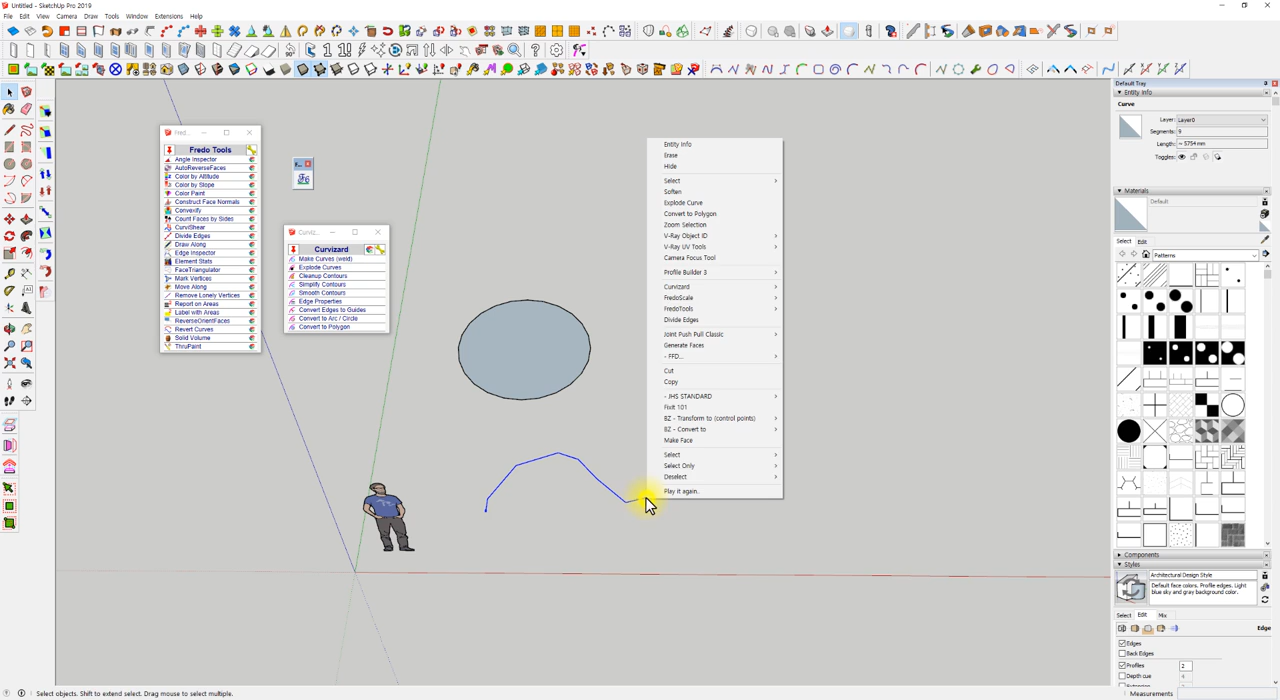 Untitled - SketchUp Pro 2019
File Edit View Camera Draw Tools Window Extensions Help
Fred...
Fredo Tools
Angle Inspector
AutoReverseFaces
Color by Altitude
Color by Slope
Color Paint
Construct Face Normals
Convexify
Count Faces by Sides
CurviShear
Divide Edges
Draw Along
Edge Inspector
Element Stats
FaceTriangulator
Mark Vertices
Move Along
Remove Lonely Vertices
Report on Areas
Label with Areas
ReverseOrientFaces
Revert Curves
Solid Volume
ThruPaint
F...
Curviz...
Curvizard
Make Curves (weld)
Explode Curves
Cleanup Contours
Simplify Contours
Smooth Contours
Edge Properties
Convert Edges to Guides
Convert to Arc / Circle
Convert to Polygon
Entity Info
Erase
Hide
Select
Soften
Explode Curve
Convert to Polygon
Zoom Selection
V-Ray Object ID
V-Ray UV Tools
Camera Focus Tool
Profile Builder 3
Curvizard
FredoScale
FredoTools
Divide Edges
Joint Push Pull Classic
Generate Faces
- FFD...
Cut
Copy
- JHS STANDARD
Fixit 101
BZ - Transform to (control points)
BZ - Convert to
Make Face
Select
Select Only
Deselect
Play it again..
Default Tray
Entity Info
Curve
Layer: Layer0
Segments: 9
Length: ≈ 5754 mm
Toggles:
Materials
Default
Select Edit
Patterns
Components
Styles
Architectural Design Style
Default face colors. Profile edges. Light
blue sky and gray background color.
Select Edit Mix
Edge
Edges
Back Edges
Profiles 2
Depth cue 4
Select objects. Shift to extend select. Drag mouse to select multiple.
Measurements